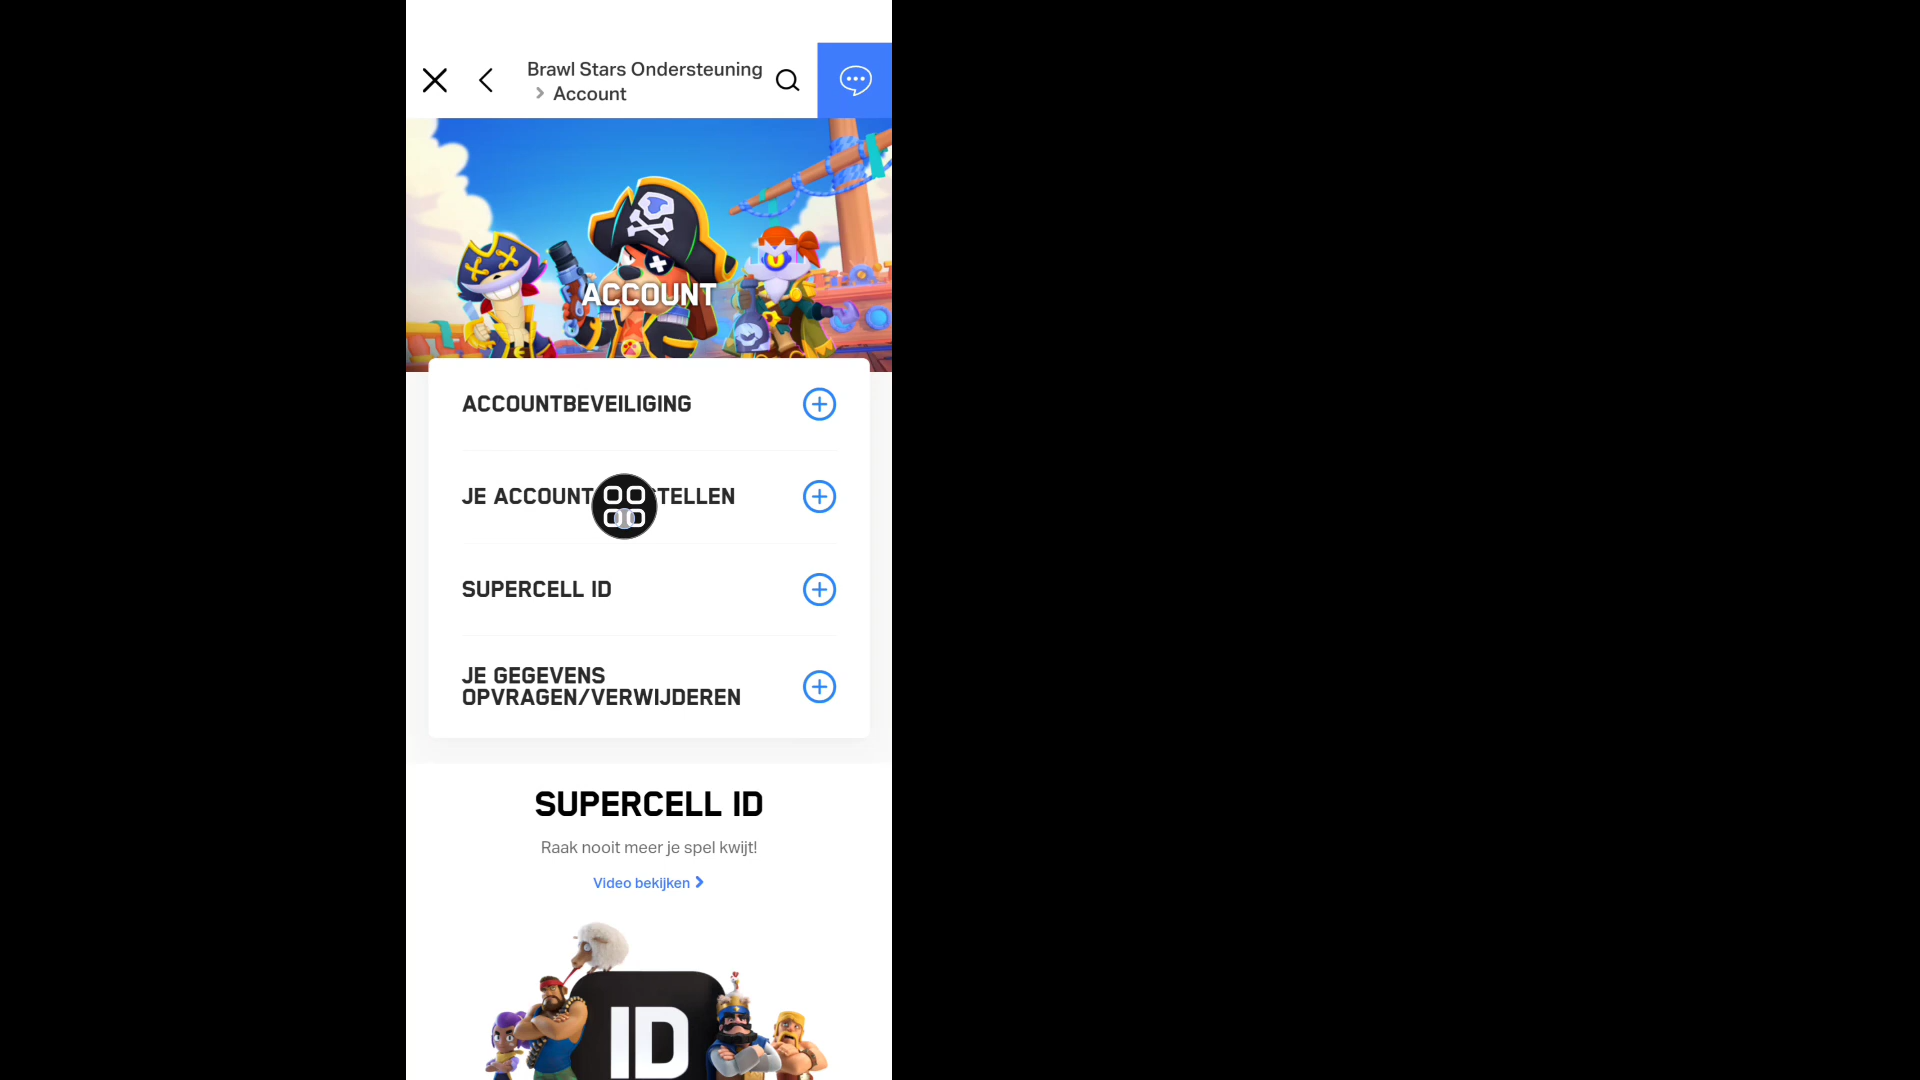 Brawl Stars Ondersteuning
> Account
ACCOUNT
ACCOUNTBEVEILIGING
JE ACCOUNT
SUPERCELL ID
JE GEGEVENS
OPVRAGEN/VERWIJDEREN
SUPERCELL ID
Raak nooit meer je spel kwijt!
Video bekijken >
ID